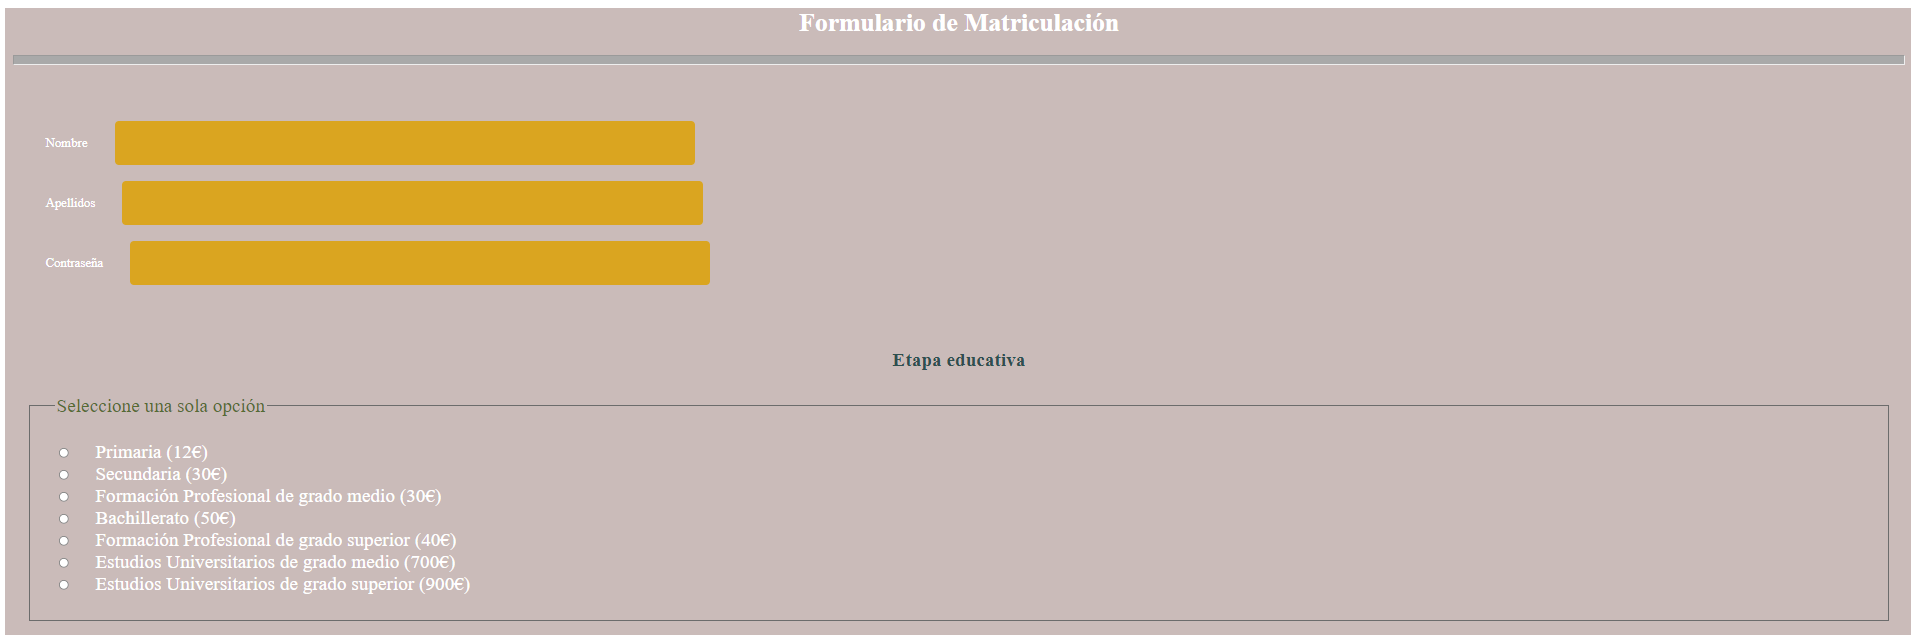 Formulario de Matriculación
Nombre
Apellidos
Contraseña
Etapa educativa
Seleccione una sola opción
Primaria (12€)
Secundaria (30€)
Formación Profesional de grado medio (30€)
Bachillerato (50€)
Formación Profesional de grado superior (40€)
Estudios Universitarios de grado medio (700€)
Estudios Universitarios de grado superior (900€)